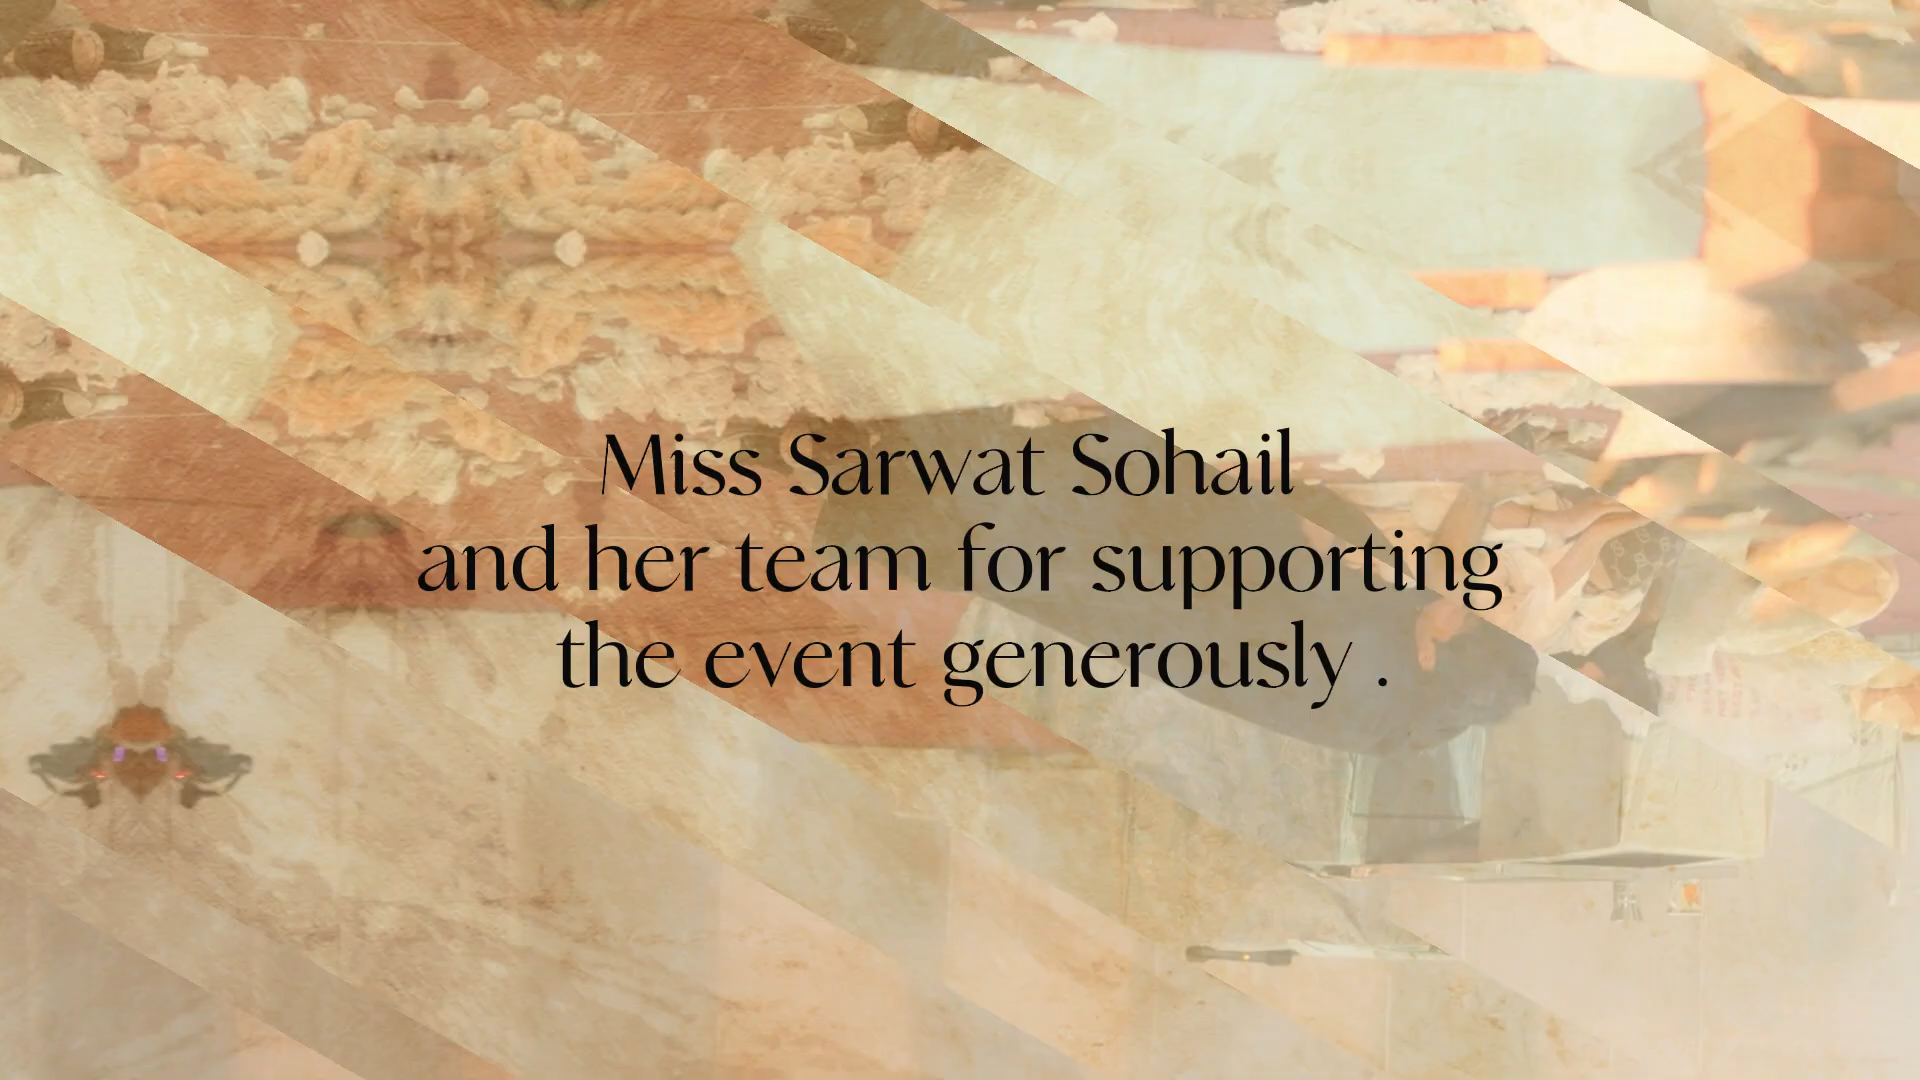 Miss Sarwat Sohail
and her team for supporting
the event generously .